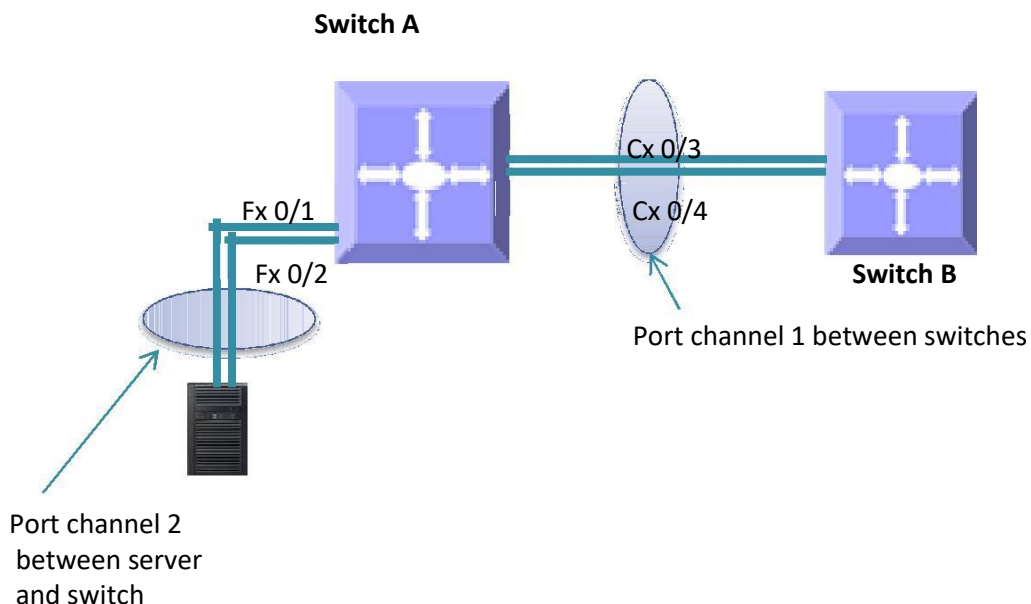 Switch A
Cx 0/3
Fx 0/1
Cx 0/4
Fx 0/2
Switch B
Port channel 1 between switches
Port channel 2
between server
and switch